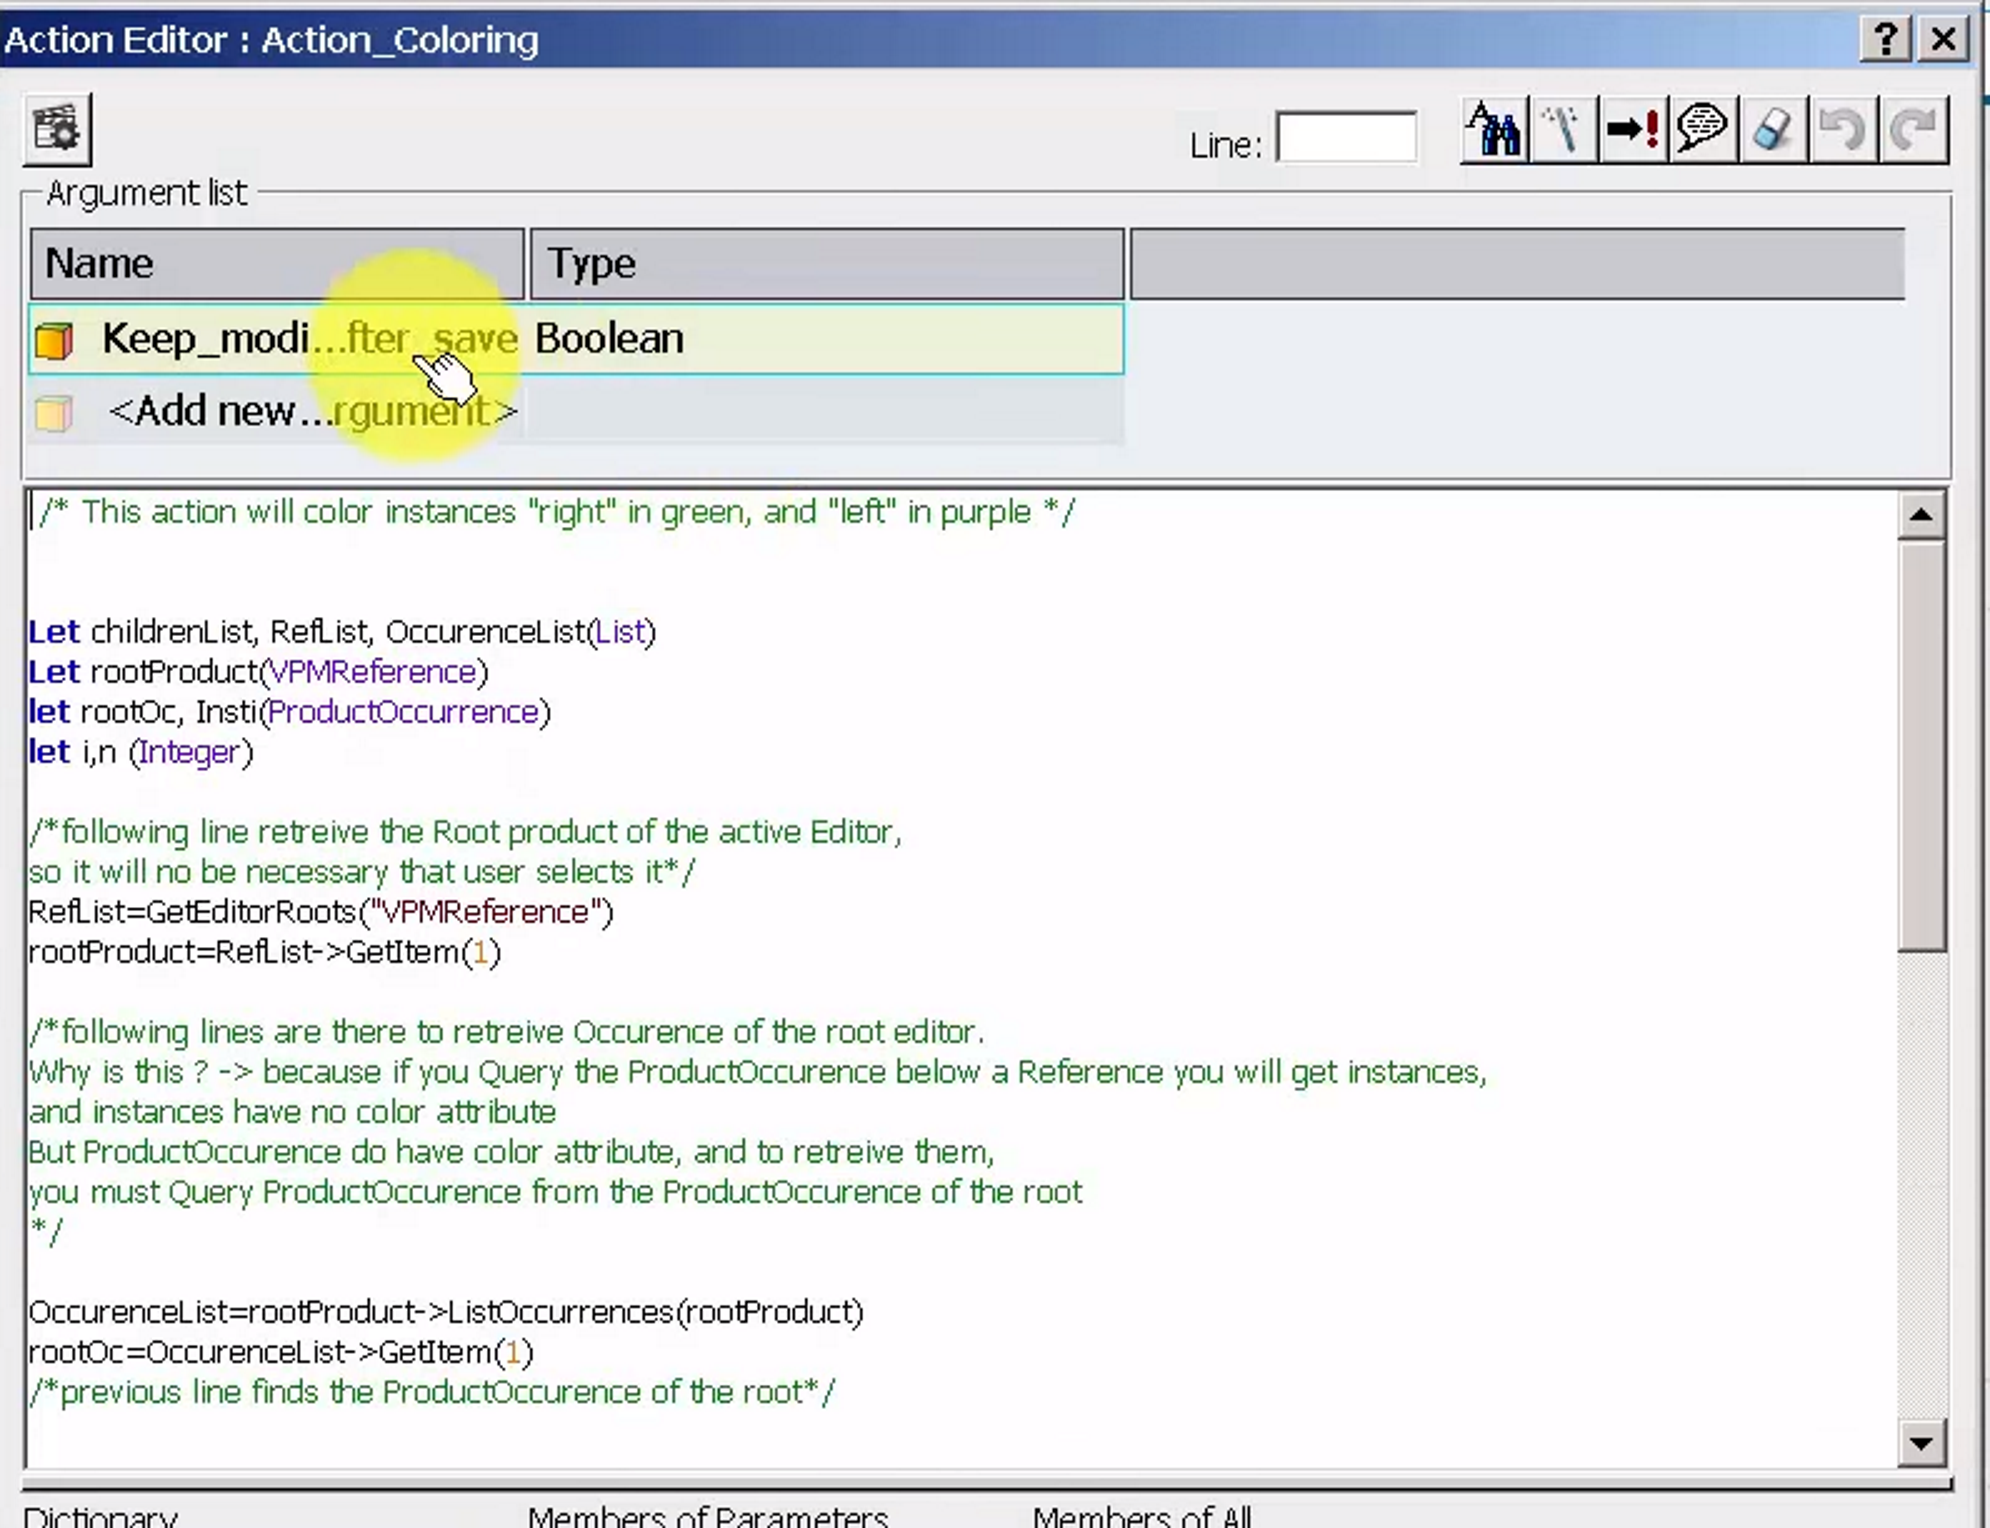 Action Editor : Action_Coloring
Line:
Argument list
Name Type
Keep_modi...fter_save Boolean
<Add new...rgument>
/* This action will color instances "right" in green, and "left" in purple */
Let childrenList, RefList, OccurenceList(List)
Let rootProduct(VPMReference)
let rootOc, Insti(ProductOccurrence)
let i,n (Integer)
/*following line retreive the Root product of the active Editor,
so it will no be necessary that user selects it*/
RefList=GetEditorRoots("VPMReference")
rootProduct=RefList->GetItem(1)
/*following lines are there to retreive Occurence of the root editor.
Why is this ? -> because if you Query the ProductOccurence below a Reference you will get instances,
and instances have no color attribute
But ProductOccurence do have color attribute, and to retreive them,
you must Query ProductOccurence from the ProductOccurence of the root
*/
OccurenceList=rootProduct->ListOccurrences(rootProduct)
rootOc=OccurenceList->GetItem(1)
/*previous line finds the ProductOccurence of the root*/
Dictionary Members of Parameters Members of All